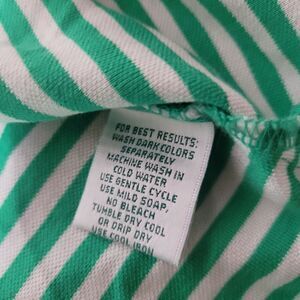 FOR BEST RESULTS:
WASH DARK COLORS
SEPARATELY
MACHINE WASH IN
COLD WATER
USE GENTLE CYCLE
USE MILD SOAP,
NO BLEACH
TUMBLE DRY COOL
OR DRIP DRY
USE COOL IRON